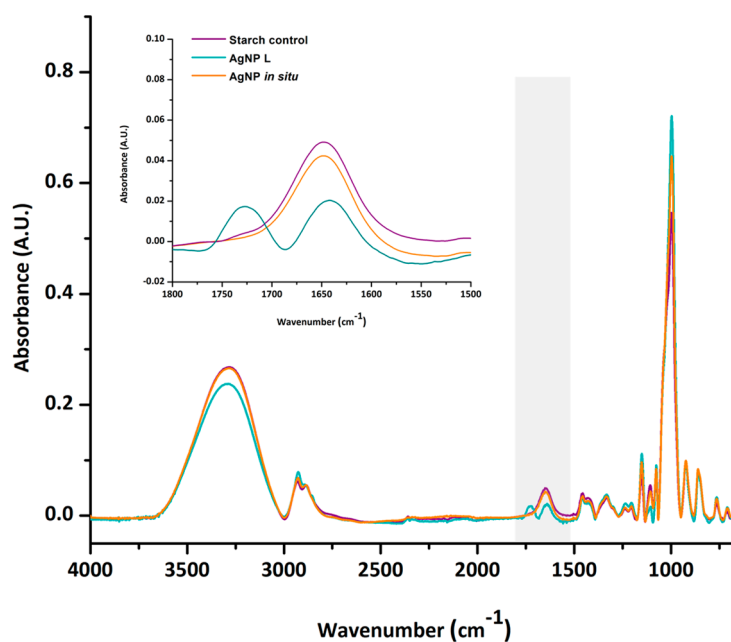 Starch control
AgNP L
AgNP in situ
0.10
0.08
0.06
0.04
0.02
0.00
-0.02
Absorbance (A.U.)
1800 1750 1700 1650 1600 1550 1500
Wavenumber (cm-1)
0.8
0.6
0.4
0.2
0.0
Absorbance (A.U.)
4000 3500 3000 2500 2000 1500 1000
Wavenumber (cm-1)